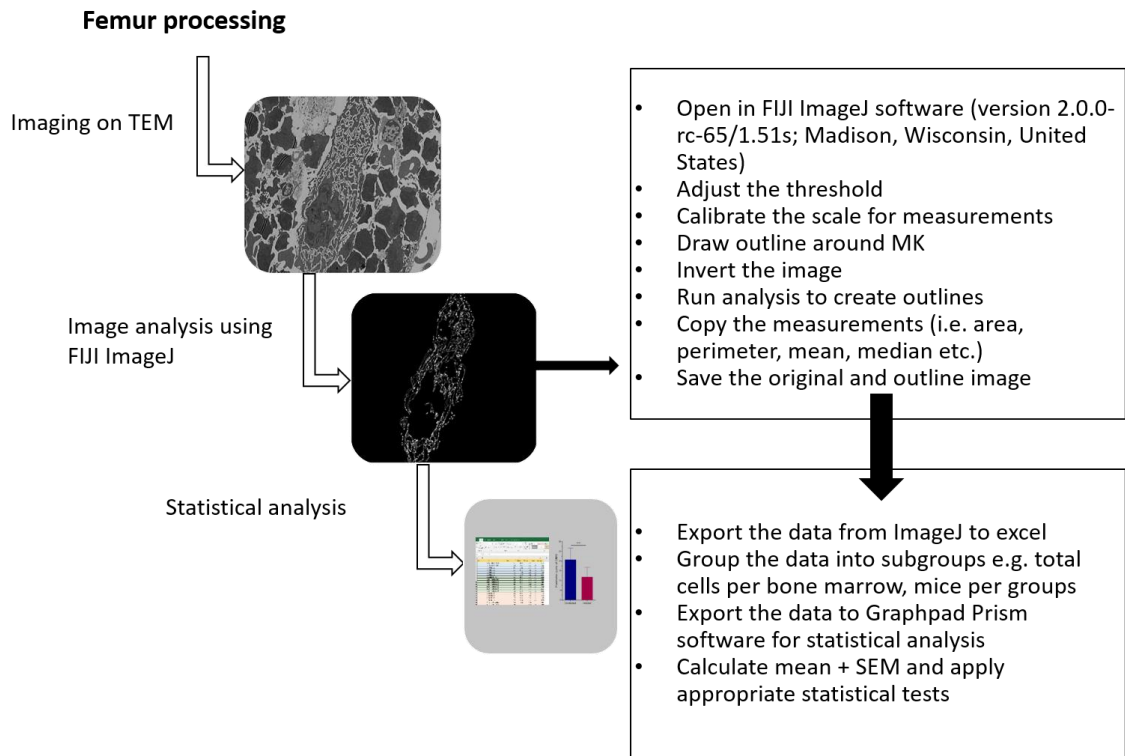 Femur processing
Imaging on TEM
Image analysis using
FIJI ImageJ
Statistical analysis
• Open in FIJI ImageJ software (version 2.0.0-
rc-65/1.51s; Madison, Wisconsin, United
States)
• Adjust the threshold
• Calibrate the scale for measurements
• Draw outline around MK
• Invert the image
• Run analysis to create outlines
• Copy the measurements (i.e. area,
perimeter, mean, median etc.)
• Save the original and outline image
• Export the data from ImageJ to excel
• Group the data into subgroups e.g. total
cells per bone marrow, mice per groups
• Export the data to Graphpad Prism
software for statistical analysis
• Calculate mean + SEM and apply
appropriate statistical tests